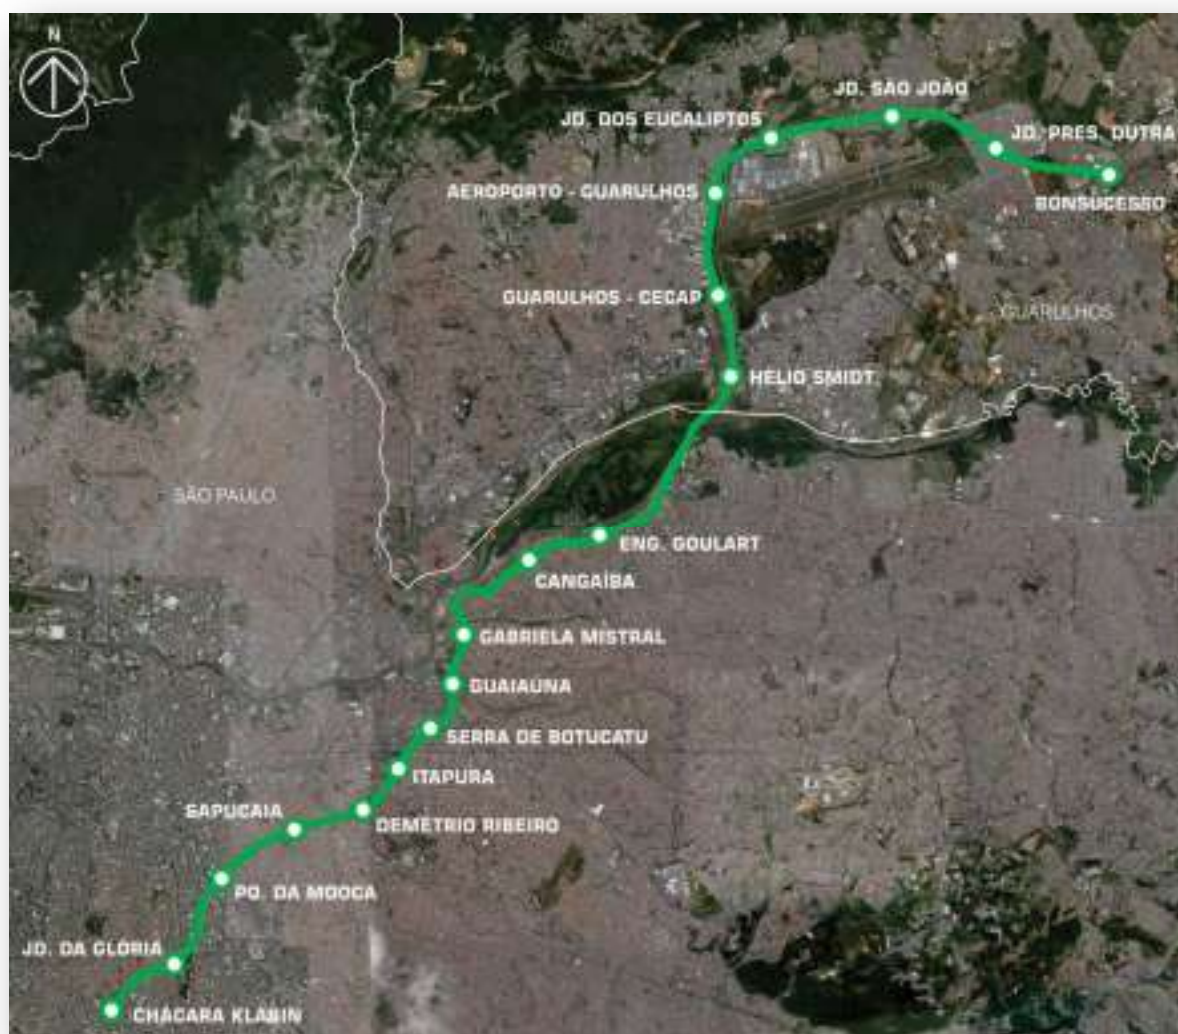 N
JD. SÃO JOÃO
JD. DOS EUCALIPTOS
JD. PRES. DUTRA
AEROPORTO - GUARULHOS
BONSUCESSO
GUARULHOS - CECAP
GUARULHOS
HELIO SMIDT
SÃO PAULO
ENG. GOULART
CANGAÍBA
GABRIELA MISTRAL
GUAIAÚNA
SERRA DE BOTUCATU
ITAPURA
SAPUCAIA
DEMÉTRIO RIBEIRO
PQ. DA MOOCA
JD. DA GLÓRIA
CHÁCARA KLABIN